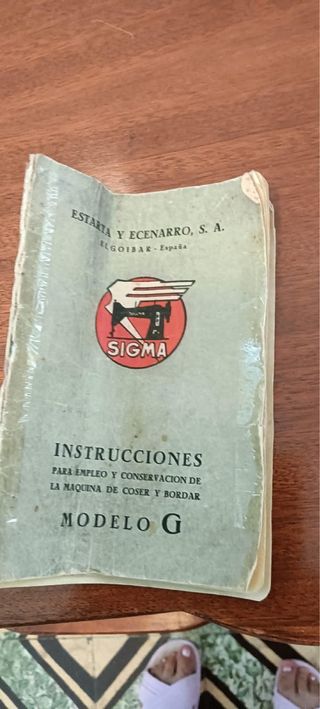 ESTARTA Y ECENARRO, S. A.
ELGOIBAR - España
SIGMA
INSTRUCCIONES
PARA EMPLEO Y CONSERVACION DE
LA MAQUINA DE COSER Y BORDAR
MODELO G